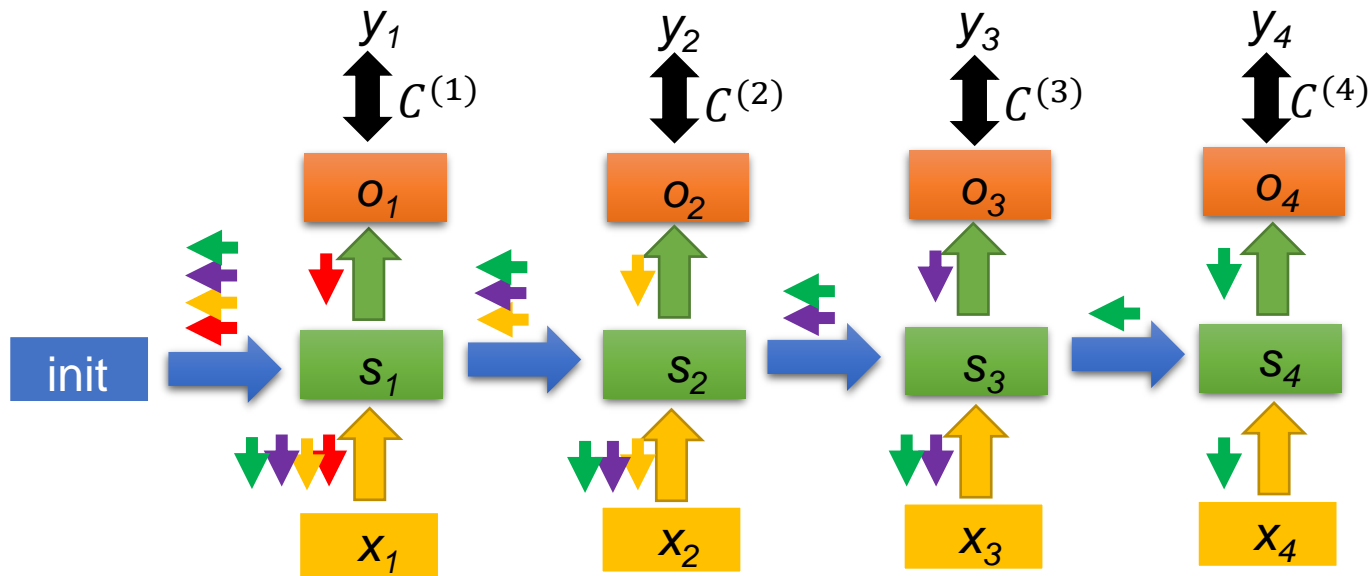 y₁ y₂ y₃ y₄
C⁽¹⁾ C⁽²⁾ C⁽³⁾ C⁽⁴⁾
o₁ o₂ o₃ o₄
init s₁ s₂ s₃ s₄
x₁ x₂ x₃ x₄